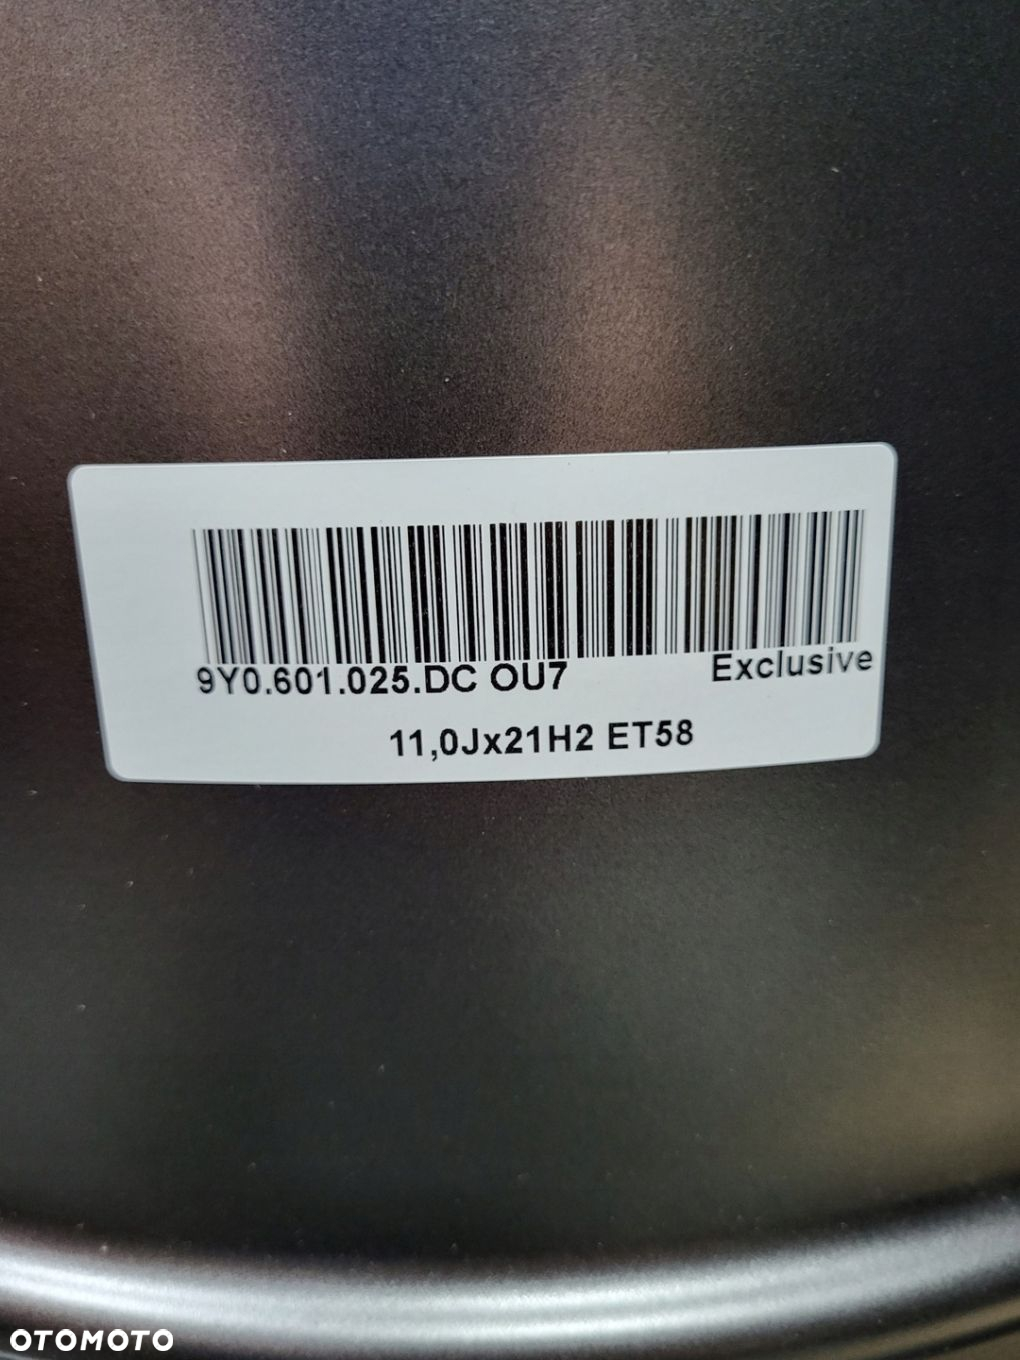 9Y0.601.025.DC OU7
Exclusive
11,0Jx21H2 ET58
OTOMOTO